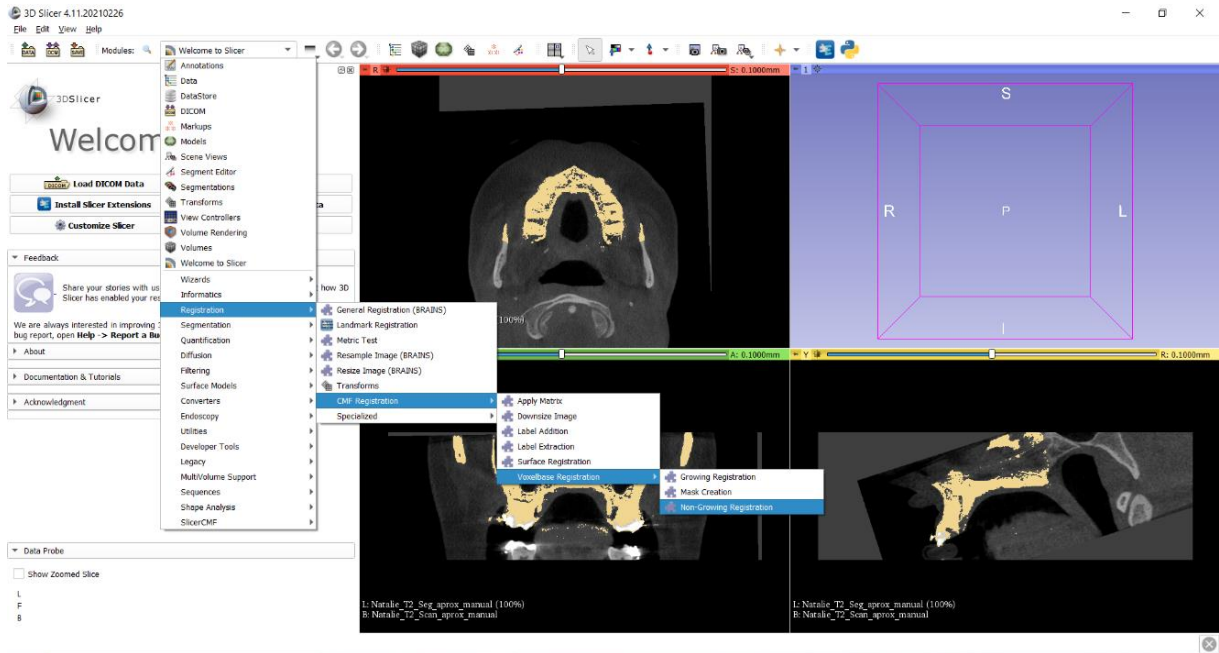 3D Slicer 4.11.20210226
File Edit View Help
DATA DCM SAVE Modules: Welcome to Slicer
3DSlicer
Welcom
Load DICOM Data
Install Slicer Extensions
ta
Customize Slicer
Feedback
Share your stories with us
how 3D
Slicer has enabled your res
We are always interested in improving
bug report, open Help -> Report a Bu
About
Documentation & Tutorials
Acknowledgment
Data Probe
Show Zoomed Slice
L
F
B
Annotations
Data
DataStore
DICOM
Markups
Models
Scene Views
Segment Editor
Segmentations
Transforms
View Controllers
Volume Rendering
Volumes
Welcome to Slicer
Wizards
Informatics
Registration
Segmentation
Quantification
Diffusion
Filtering
Surface Models
Converters
Endoscopy
Utilities
Developer Tools
Legacy
MultiVolume Support
Sequences
Shape Analysis
SlicerCMF
General Registration (BRAINS)
Landmark Registration
Metric Test
Resample Image (BRAINS)
Resize Image (BRAINS)
Transforms
CMF Registration
Specialized
Apply Matrix
Downsize Image
Label Addition
Label Extraction
Surface Registration
Voxelbase Registration
Growing Registration
Mask Creation
Non-Growing Registration
R S: 0.1000mm
100%)
1
S
R P L
I
A: 0.1000mm
L: Natalie_T2_Seg_aprox_manual (100%)
B: Natalie_T2_Scan_aprox_manual
Y R: 0.1000mm
L: Natalie_T2_Seg_aprox_manual (100%)
B: Natalie_T2_Scan_aprox_manual